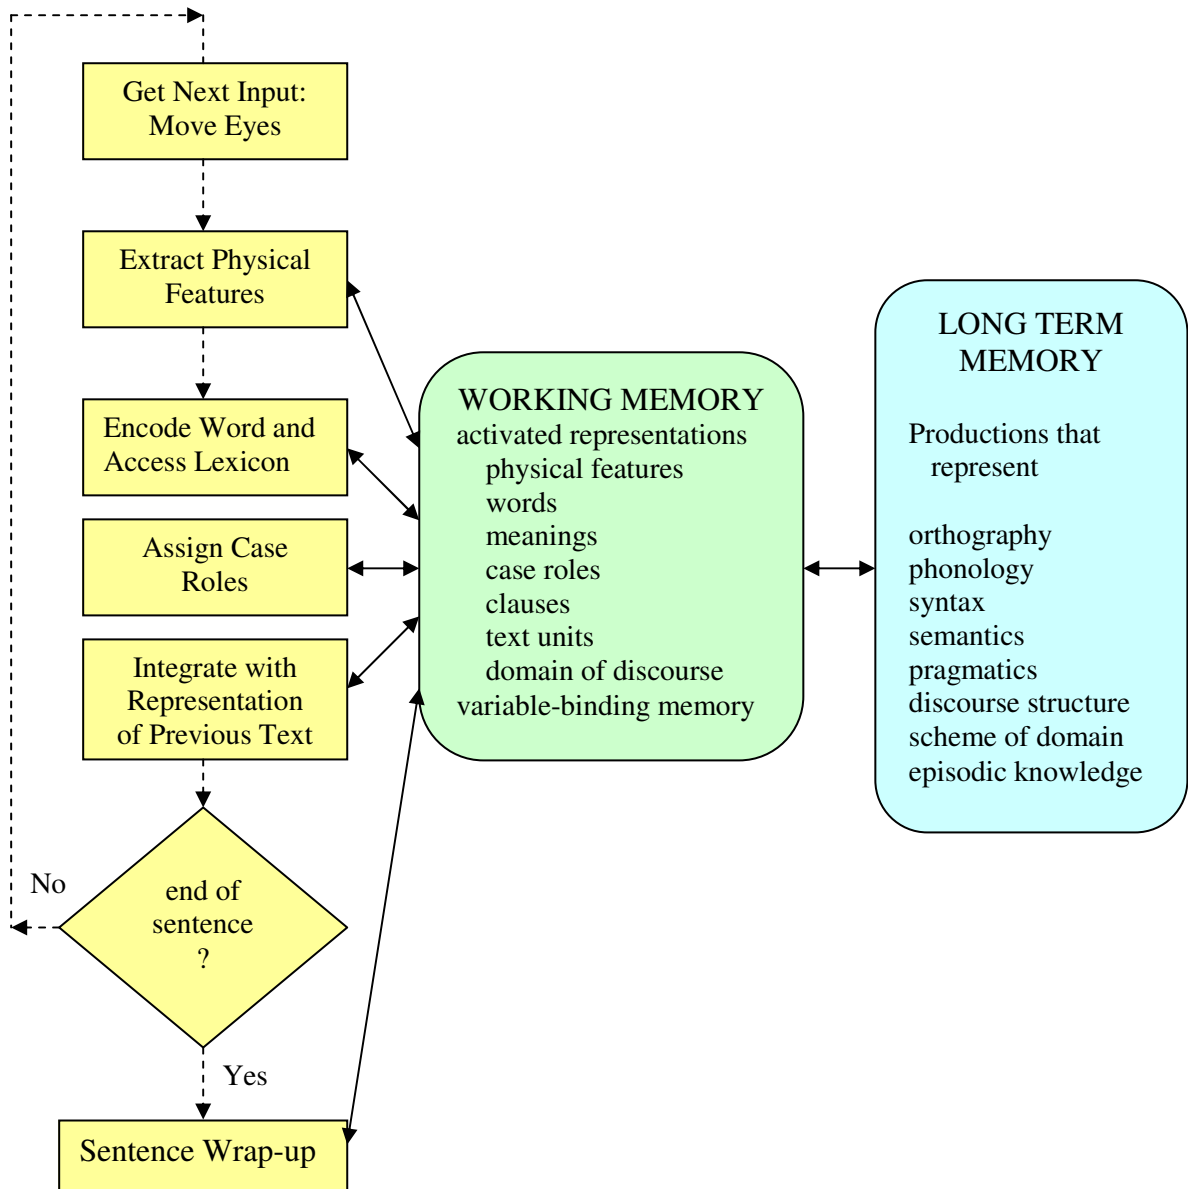 Get Next Input:
Move Eyes
Extract Physical
Features
Encode Word and
Access Lexicon
Assign Case
Roles
Integrate with
Representation
of Previous Text
No
end of
sentence
?
Yes
Sentence Wrap-up
WORKING MEMORY
activated representations
physical features
words
meanings
case roles
clauses
text units
domain of discourse
variable-binding memory
LONG TERM
MEMORY
Productions that
represent
orthography
phonology
syntax
semantics
pragmatics
discourse structure
scheme of domain
episodic knowledge